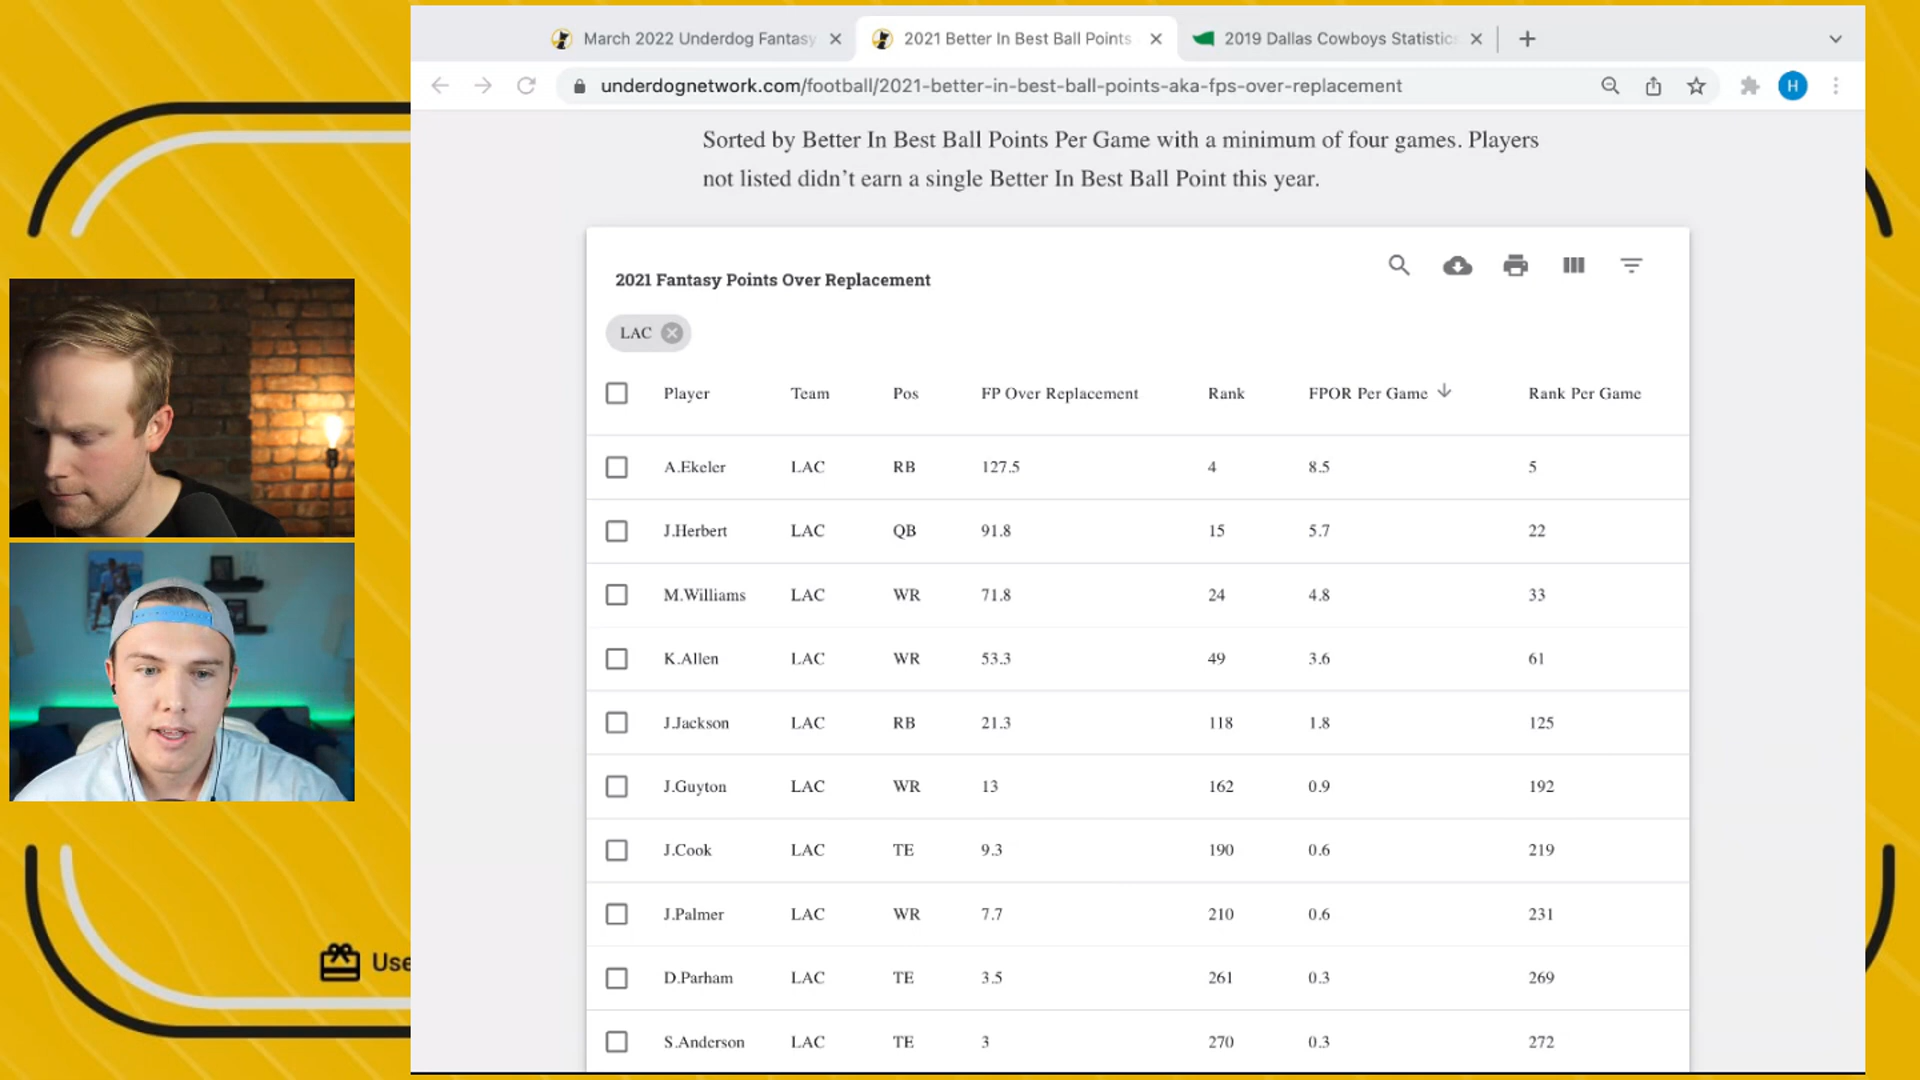 March 2022 Underdog Fantasy
2021 Better In Best Ball Points
2019 Dallas Cowboys Statistic
underdognetwork.com/football/2021-better-in-best-ball-points-aka-fps-over-replacement
H
Sorted by Better In Best Ball Points Per Game with a minimum of four games. Players
not listed didn’t earn a single Better In Best Ball Point this year.
2021 Fantasy Points Over Replacement
LAC
Player Team Pos FP Over Replacement Rank FPOR Per Game Rank Per Game
A.Ekeler LAC RB 127.5 4 8.5 5
J.Herbert LAC QB 91.8 15 5.7 22
M.Williams LAC WR 71.8 24 4.8 33
K.Allen LAC WR 53.3 49 3.6 61
J.Jackson LAC RB 21.3 118 1.8 125
J.Guyton LAC WR 13 162 0.9 192
J.Cook LAC TE 9.3 190 0.6 219
J.Palmer LAC WR 7.7 210 0.6 231
D.Parham LAC TE 3.5 261 0.3 269
S.Anderson LAC TE 3 270 0.3 272
Use